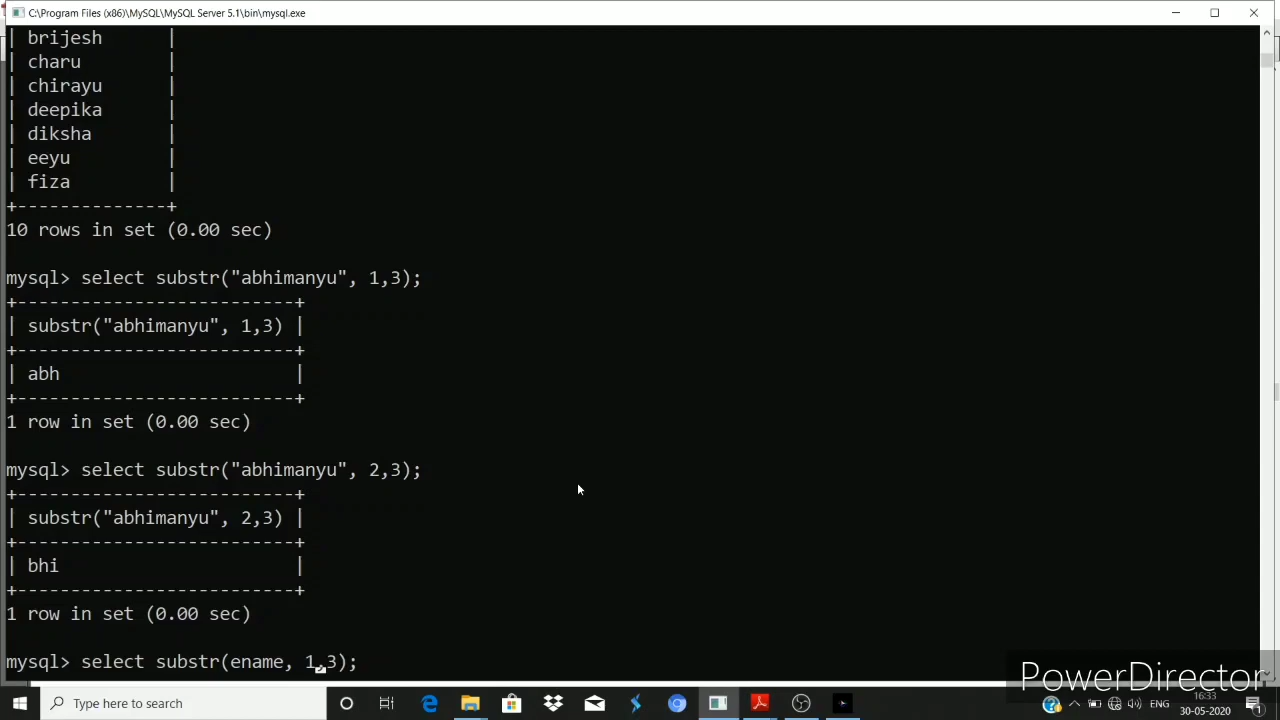 C:\Program Files (x86)\MySQL\MySQL Server 5.1\bin\mysql.exe
| brijesh      |
| charu        |
| chirayu      |
| deepika      |
| diksha       |
| eeyu         |
| fiza         |
+--------------+
10 rows in set (0.00 sec)
mysql> select substr("abhimanyu", 1,3);
+--------------------------+
| substr("abhimanyu", 1,3) |
+--------------------------+
| abh                      |
+--------------------------+
1 row in set (0.00 sec)
mysql> select substr("abhimanyu", 2,3);
+--------------------------+
| substr("abhimanyu", 2,3) |
+--------------------------+
| bhi                      |
+--------------------------+
1 row in set (0.00 sec)
mysql> select substr(ename, 1,3);
PowerDirector
Type here to search
ENG
16:33
30-05-2020